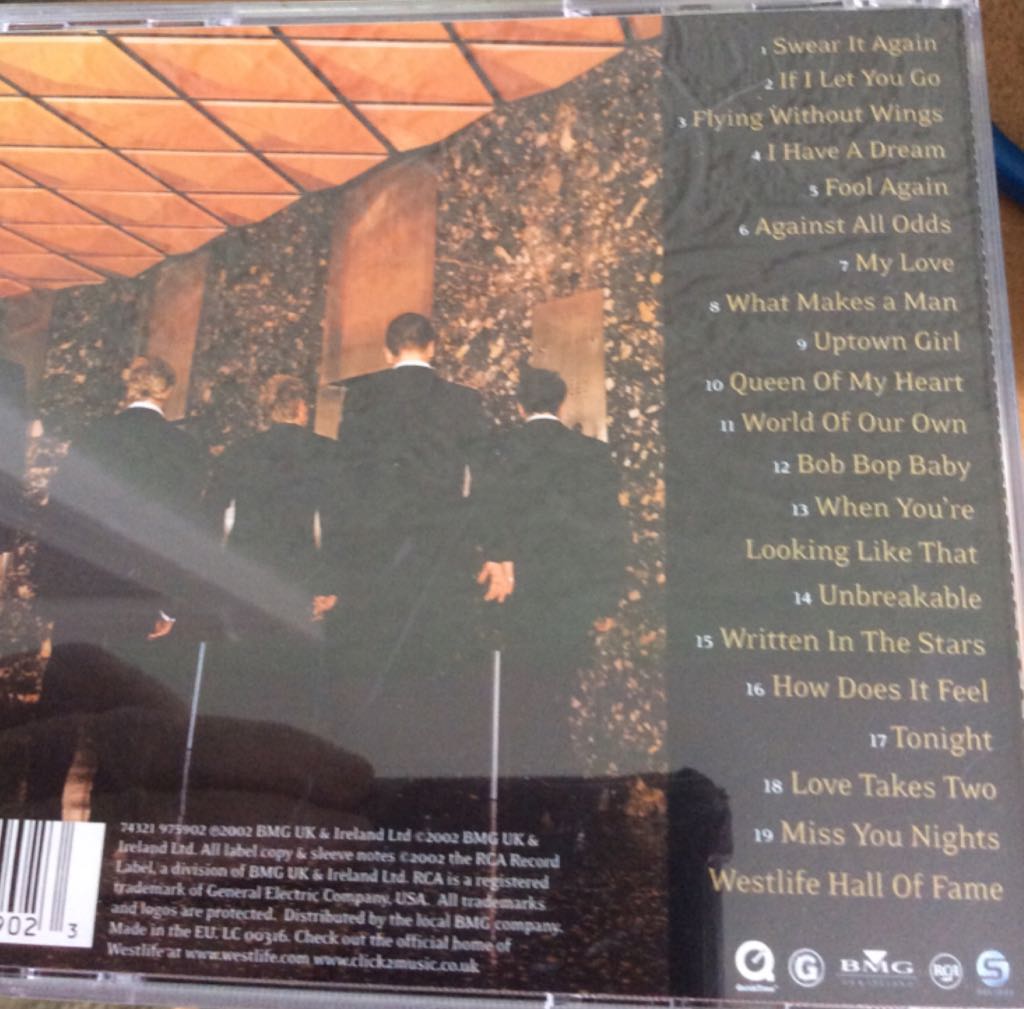 1 Swear It Again
2 If I Let You Go
3 Flying Without Wings
4 I Have A Dream
5 Fool Again
6 Against All Odds
7 My Love
8 What Makes a Man
9 Uptown Girl
10 Queen Of My Heart
11 World Of Our Own
12 Bob Bop Baby
13 When You're
Looking Like That
14 Unbreakable
15 Written In The Stars
16 How Does It Feel
17 Tonight
18 Love Takes Two
19 Miss You Nights
Westlife Hall Of Fame
74321 975902 ℗2002 BMG UK & Ireland Ltd ©2002 BMG UK &
Ireland Ltd. All label copy & sleeve notes ©2002 the RCA Record
Label, a division of BMG UK & Ireland Ltd. RCA is a registered
trademark of General Electric Company, USA. All trademarks
and logos are protected. Distributed by the local BMG company.
Made in the EU. LC 00316. Check out the official home of
Westlife at www.westlife.com www.click2music.co.uk
902 3
G
BMG
RCA
S